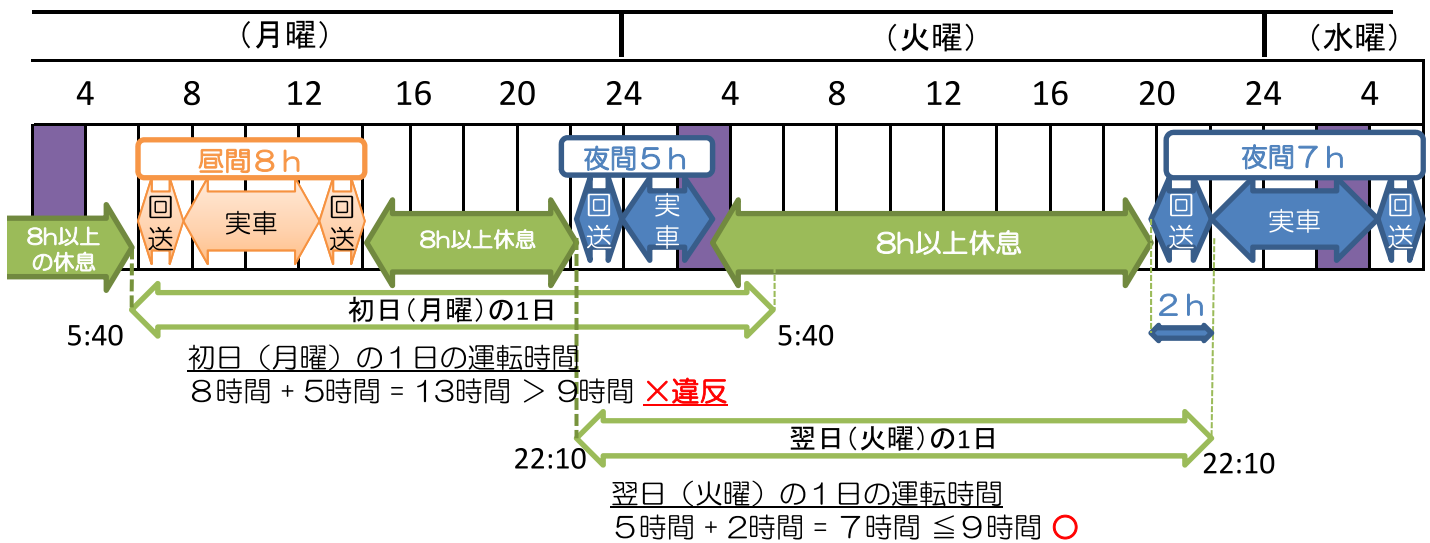 （月曜）
（火曜）
（水曜）
4 8 12 16 20 24 4 8 12 16 20 24 4
昼間８ｈ
夜間５ｈ
夜間７ｈ
8h以上
の休息
回送
実車
回送
8h以上休息
回送
実車
8h以上休息
回送
実車
回送
２ｈ
初日（月曜）の1日
5:40
5:40
初日（月曜）の１日の運転時間
８時間 + 5時間 = 13時間 ＞ 9時間 ×違反
翌日（火曜）の1日
22:10
22:10
翌日（火曜）の１日の運転時間
５時間 + ２時間 = ７時間 ≦９時間 〇